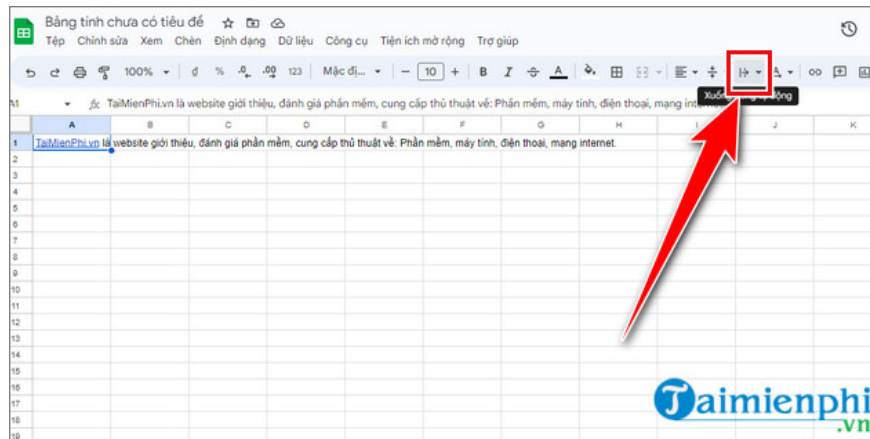 Bảng tính chưa có tiêu đề
Tệp Chỉnh sửa Xem Chèn Định dạng Dữ liệu Công cụ Tiện ích mở rộng Trợ giúp
100% đ % .0 .00 123 Mặc đị... − 10 + B I A A
Xuống động
A1 fx TaiMienPhi.vn là website giới thiệu, đánh giá phần mềm, cung cấp thủ thuật về: Phần mềm, máy tính, điện thoại, mạng
A B C D E F G H I J K
1 TaiMienPhi.vn là website giới thiệu, đánh giá phần mềm, cung cấp thủ thuật về: Phần mềm, máy tính, điện thoại, mạng internet.
2
3
4
5
6
7
8
9
10
11
12
13
14
15
16
17
18
19
Taimienphi
.vn